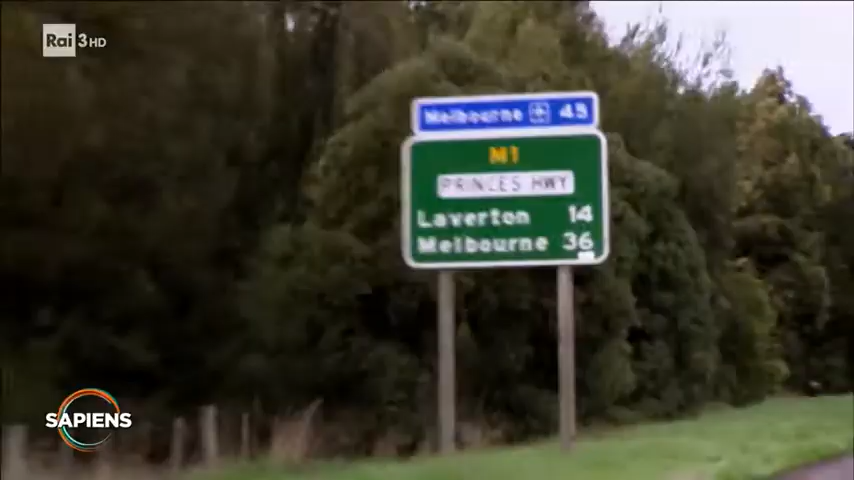 Rai 3HD
Melbourne 45
M1
PRINCES HWY
Laverton 14
Melbourne 36
SAPIENS